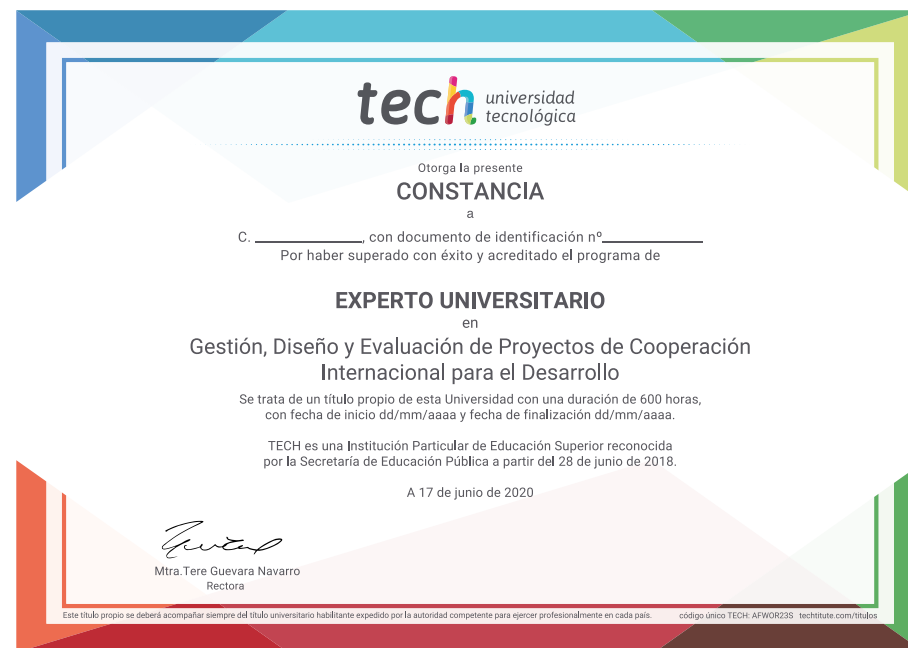 tech universidad
tecnológica
Otorga la presente
CONSTANCIA
a
C. ____________, con documento de identificación nº____________
Por haber superado con éxito y acreditado el programa de
EXPERTO UNIVERSITARIO
en
Gestión, Diseño y Evaluación de Proyectos de Cooperación
Internacional para el Desarrollo
Se trata de un título propio de esta Universidad con una duración de 600 horas,
con fecha de inicio dd/mm/aaaa y fecha de finalización dd/mm/aaaa.
TECH es una Institución Particular de Educación Superior reconocida
por la Secretaría de Educación Pública a partir del 28 de junio de 2018.
A 17 de junio de 2020
Mtra.Tere Guevara Navarro
Rectora
Este título propio se deberá acompañar siempre del título universitario habilitante expedido por la autoridad competente para ejercer profesionalmente en cada país. código único TECH: AFWOR23S techtitute.com/títulos